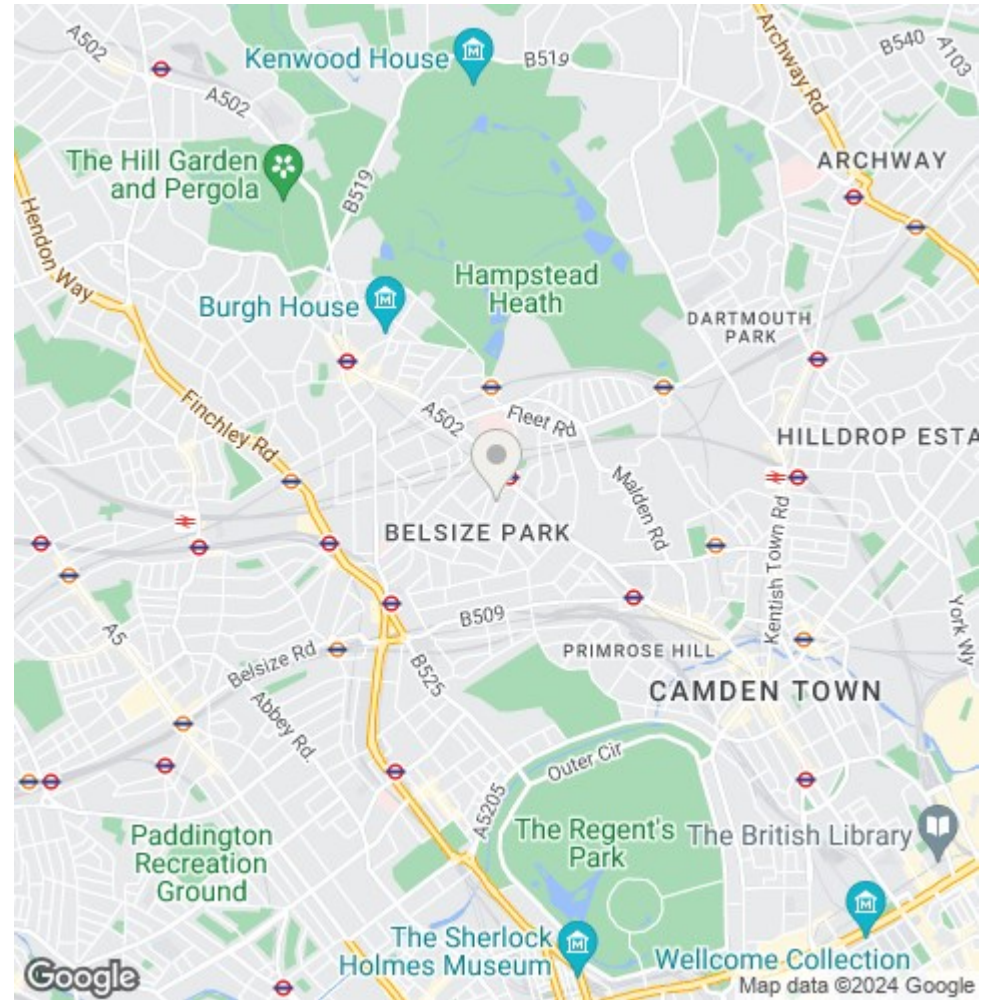 A502
Kenwood House
B519
Archway Rd
B540
A103
A502
The Hill Garden
and Pergola
B519
ARCHWAY
Hendon Way
Hampstead
Heath
Burgh House
DARTMOUTH
PARK
A502
Fleet Rd
Finchley Rd
HILLDROP ESTA
Malden Rd
BELSIZE PARK
Kentish Town Rd
York Wy
B509
A5
Belsize Rd
B525
PRIMROSE HILL
CAMDEN TOWN
Abbey Rd.
Outer Cir
A5205
The Regent's
Park
The British Library
Paddington
Recreation
Ground
The Sherlock
Holmes Museum
Wellcome Collection
Google
Map data ©2024 Google